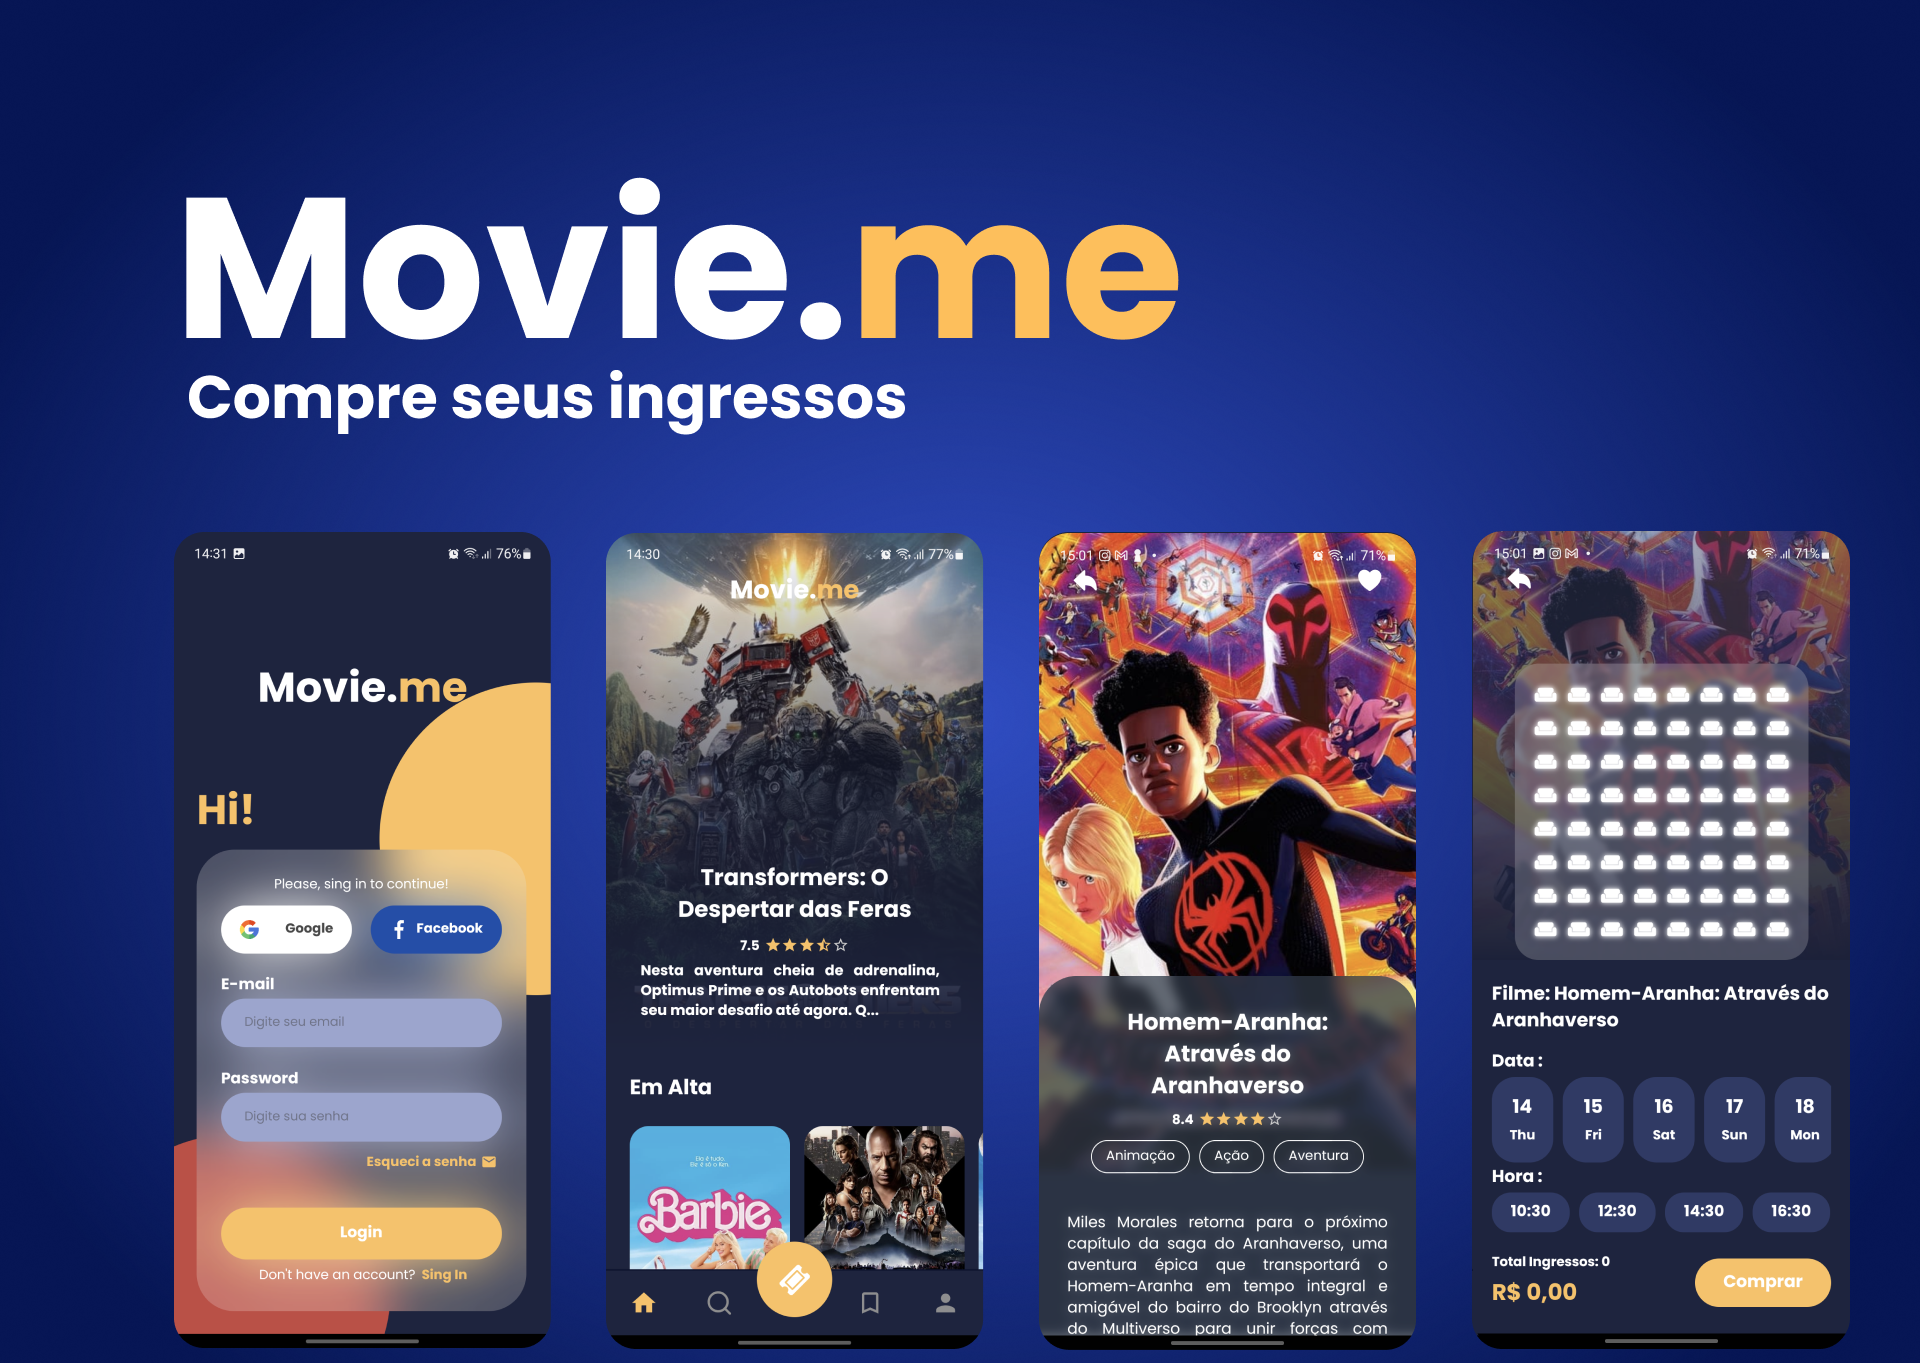 Movie.me
Compre seus ingressos
14:31
76%
Movie.me
Hi!
Please, sing in to continue!
Google
Facebook
E-mail
Digite seu email
Password
Digite sua senha
Esqueci a senha
Login
Don't have an account? Sing In
14:30
77%
Movie.me
Transformers: O
Despertar das Feras
7.5
Nesta aventura cheia de adrenalina,
Optimus Prime e os Autobots enfrentam
seu maior desafio até agora. Q...
Em Alta
Ela é tudo.
Ele é só o Ken.
Barbie
15:01
71%
Homem-Aranha:
Através do
Aranhaverso
8.4
Animação
Ação
Aventura
Miles Morales retorna para o próximo
capítulo da saga do Aranhaverso, uma
aventura épica que transportará o
Homem-Aranha em tempo integral e
amigável do bairro do Brooklyn através
do Multiverso para unir forças com
15:01
71%
Filme: Homem-Aranha: Através do
Aranhaverso
Data :
14 15 16 17 18
Thu Fri Sat Sun Mon
Hora :
10:30 12:30 14:30 16:30
Total Ingressos: 0
R$ 0,00
Comprar